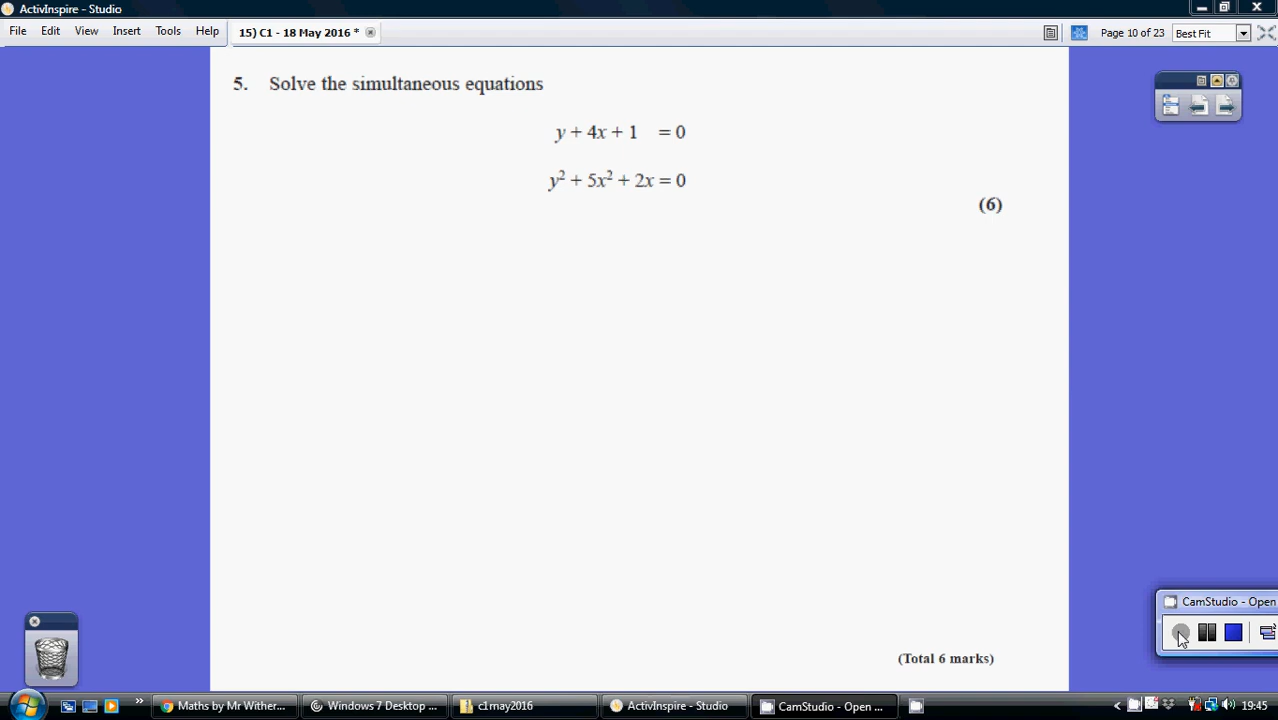 ActivInspire - Studio
File Edit View Insert Tools Help 15) C1 - 18 May 2016 * Page 10 of 23 Best Fit
5. Solve the simultaneous equations
y + 4x + 1 = 0
y² + 5x² + 2x = 0
(6)
CamStudio - Open
(Total 6 marks)
» Maths by Mr Wither... Windows 7 Desktop ... c1may2016 ActivInspire - Studio CamStudio - Open ... < 19:45